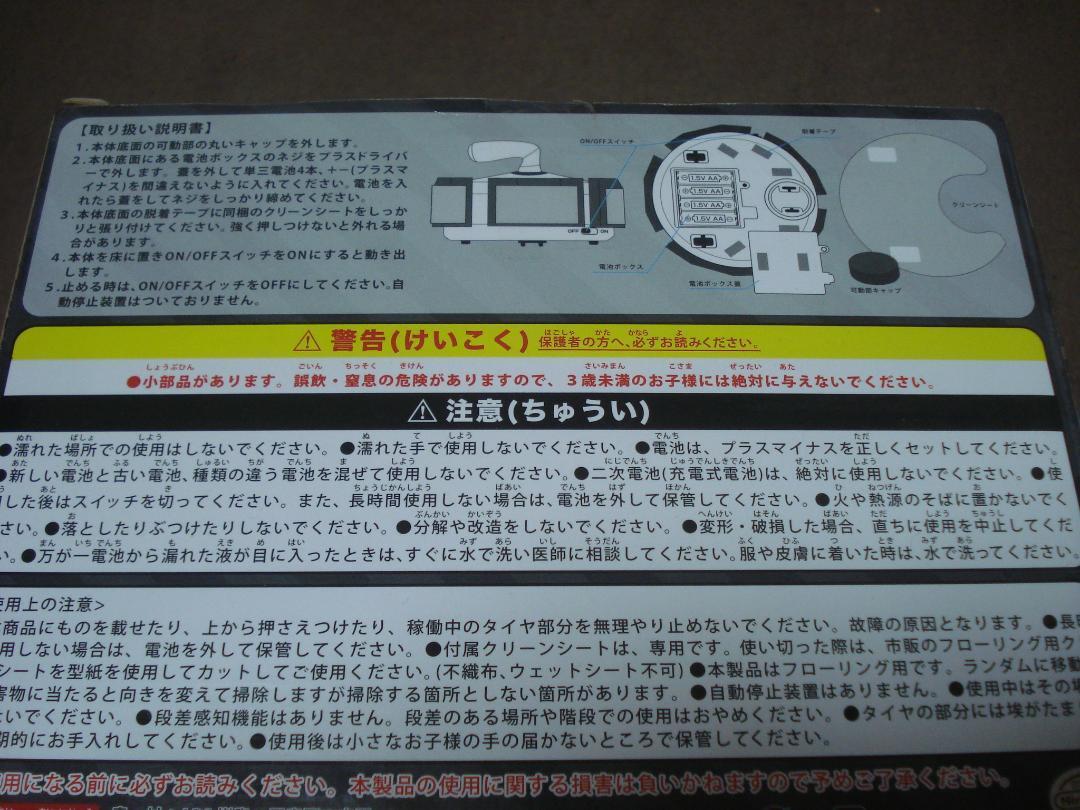 【取り扱い説明書】
1.本体底面の可動部の丸いキャップを外します。
2.本体底面にある電池ボックスのネジをプラスドライバ
ーで外します。蓋を外して単三電池4本、+−(プラスマ
イナス)を間違えないように入れてください。電池を入
れたら蓋をしてネジをしっかり締めてください。
3.本体底面の脱着テープに同梱のクリーンシートをしっか
りと張り付けてください。強く押しつけないと外れる場
合があります。
4.本体を床に置きON/OFFスイッチをONにすると動き出
します。
5.止める時は、ON/OFFスイッチをOFFにしてください。自
動停止装置はついておりません。
ON/OFFスイッチ
脱着テープ
OFF ON
1.5V AA
1.5V AA
1.5V AA
1.5V AA
クリーンシート
電池ボックス
電池ボックス蓋
可動部キャップ
⚠ 警告(けいこく) 保護者の方へ、必ずお読みください。
●小部品があります。誤飲・窒息の危険がありますので、3歳未満のお子様には絶対に与えないでください。
⚠ 注意(ちゅうい)
●濡れた場所での使用はしないでください。●濡れた手で使用しないでください。●電池は、プラスマイナスを正しくセットしてください。
●新しい電池と古い電池、種類の違う電池を混ぜて使用しないでください。●二次電池(充電式電池)は、絶対に使用しないでください。●使
した後はスイッチを切ってください。また、長時間使用しない場合は、電池を外して保管してください。●火や熱源のそばに置かないでく
さい。●落としたりぶつけたりしないでください。●分解や改造をしないでください。●変形・破損した場合、直ちに使用を中止してくだ
い。●万が一電池から漏れた液が目に入ったときは、すぐに水で洗い医師に相談してください。服や皮膚に着いた時は、水で洗ってください。
使用上の注意>
商品にものを載せたり、上から押さえつけたり、稼働中のタイヤ部分を無理やり止めないでください。故障の原因となります。●長
用しない場合は、電池を外して保管してください。●付属クリーンシートは、専用です。使い切った際は、市販のフローリング用ク
シートを型紙を使用してカットしてご使用ください。(不織布、ウェットシート不可)●本製品はフローリング用です。ランダムに移動
害物に当たると向きを変えて掃除しますが掃除する箇所としない箇所があります。●自動停止装置はありません。●使用中はその場
いでください。●段差感知機能はありません。段差のある場所や階段での使用はおやめください。●タイヤの部分には埃がたま
期的にお手入れしてください。●使用後は小さなお子様の手の届かないところで保管してください。
用になる前に必ずお読みください。本製品の使用に関する損害は負いかねますので予めご了承ください。